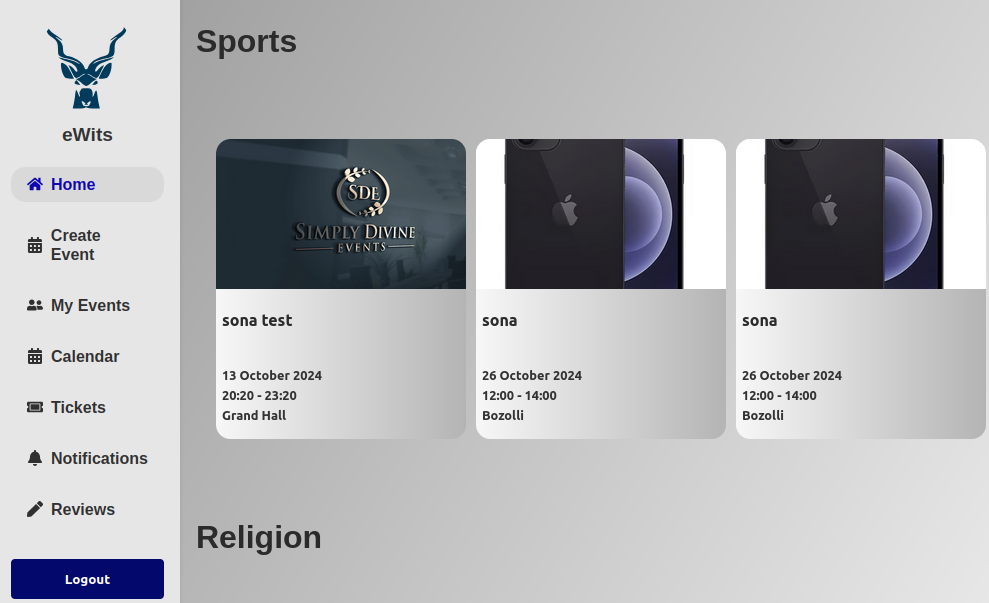 eWits
Home
Create
Event
My Events
Calendar
Tickets
Notifications
Reviews
Logout
Sports
SDE
SIMPLY DIVINE
EVENTS
sona test
13 October 2024
20:20 - 23:20
Grand Hall
sona
26 October 2024
12:00 - 14:00
Bozolli
sona
26 October 2024
12:00 - 14:00
Bozolli
Religion